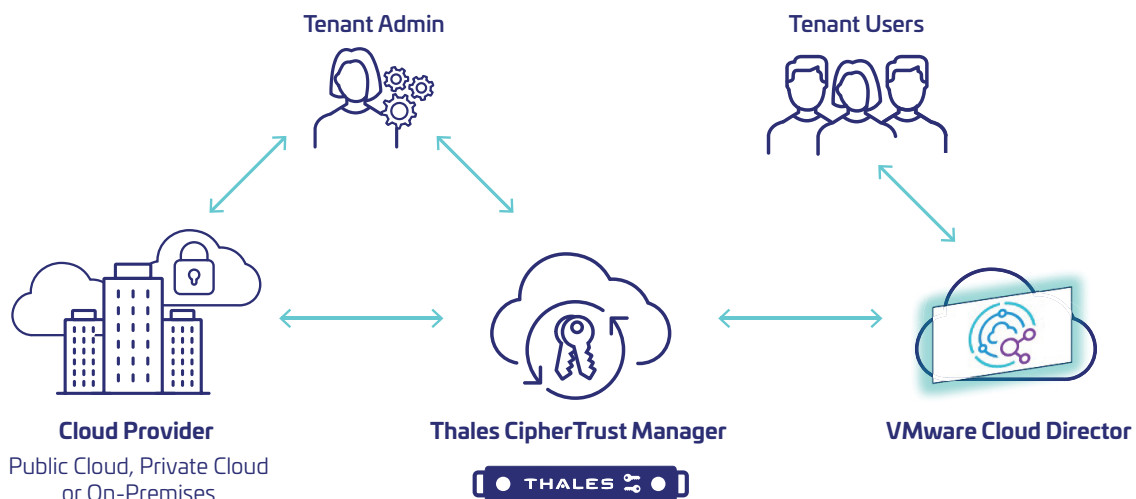 Tenant Admin
Tenant Users
Cloud Provider
Public Cloud, Private Cloud
or On-Premises
Thales CipherTrust Manager
THALES
VMware Cloud Director